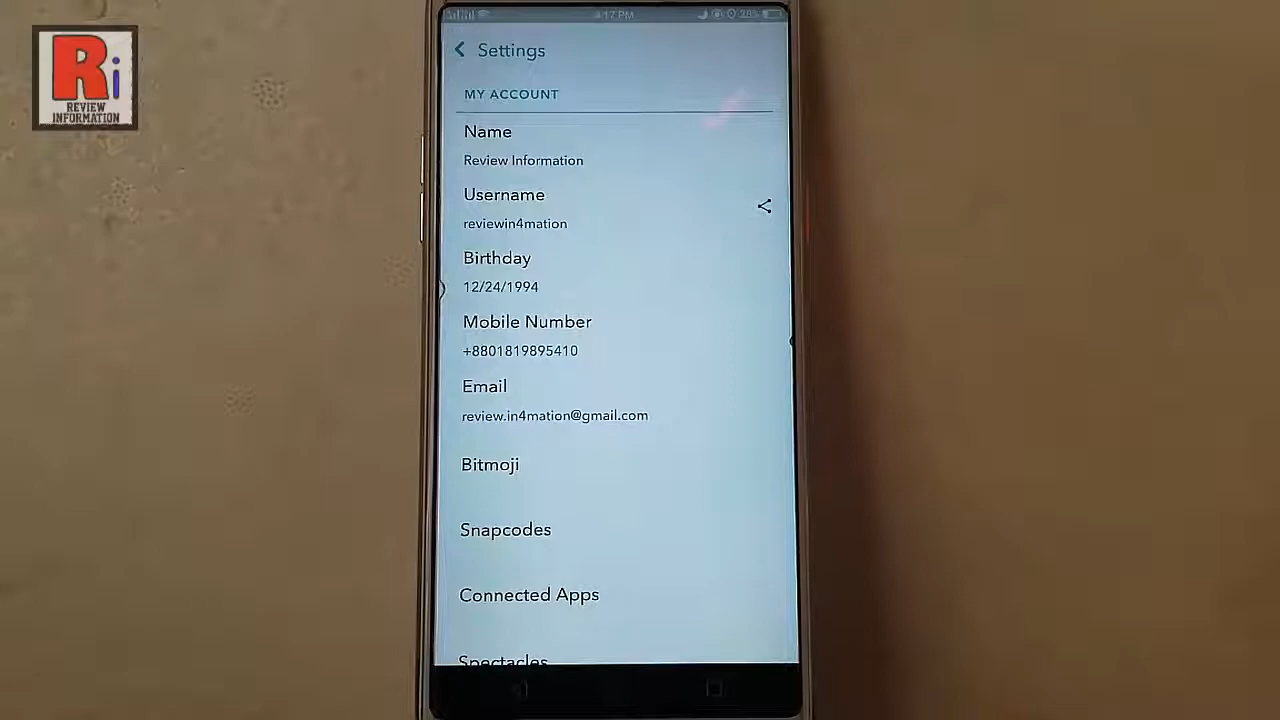 Ri
REVIEW
INFORMATION
Settings
MY ACCOUNT
Name
Review Information
Username
reviewin4mation
Birthday
12/24/1994
Mobile Number
+8801819895410
Email
review.in4mation@gmail.com
Bitmoji
Snapcodes
Connected Apps
Spectacles